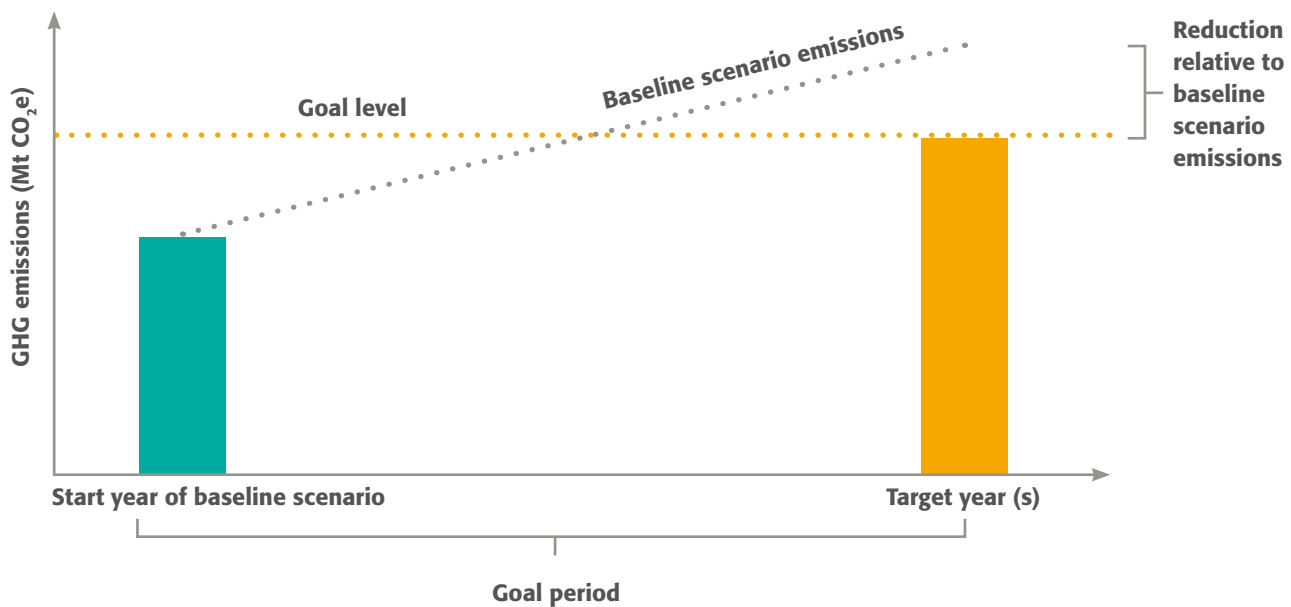 GHG emissions (Mt CO₂e)
Goal level
Baseline scenario emissions
Reduction
relative to
baseline
scenario
emissions
Start year of baseline scenario
Target year (s)
Goal period